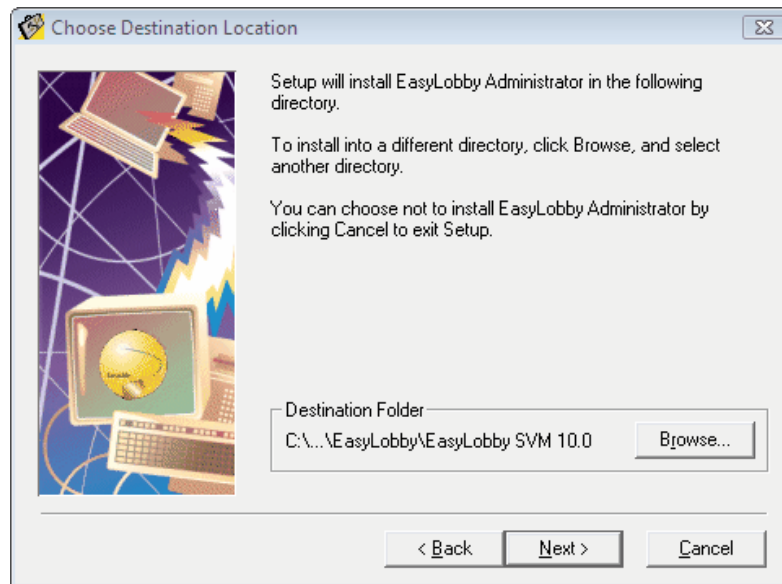 Choose Destination Location
Setup will install EasyLobby Administrator in the following
directory.
To install into a different directory, click Browse, and select
another directory.
You can choose not to install EasyLobby Administrator by
clicking Cancel to exit Setup.
Destination Folder
C:\...\EasyLobby\EasyLobby SVM 10.0
Browse...
< Back
Next >
Cancel